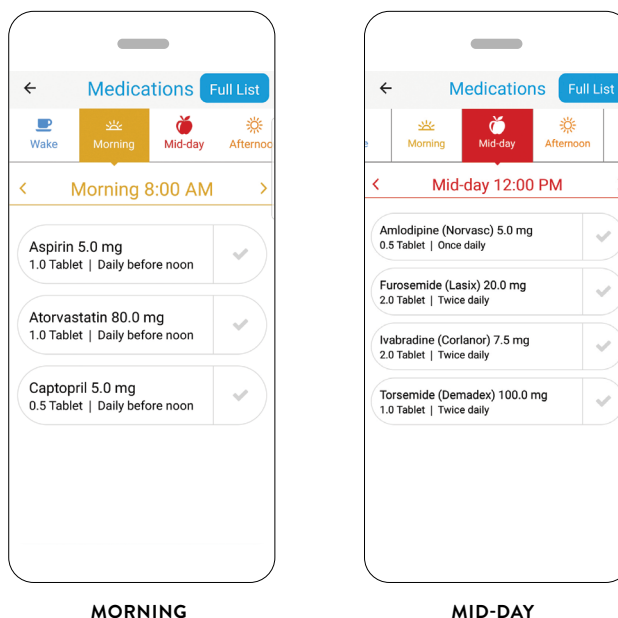 Medications
Full List
Wake
Morning
Mid-day
Afternoo
Morning 8:00 AM
Aspirin 5.0 mg
1.0 Tablet | Daily before noon
Atorvastatin 80.0 mg
1.0 Tablet | Daily before noon
Captopril 5.0 mg
0.5 Tablet | Daily before noon
MORNING
Medications
Full List
e
Morning
Mid-day
Afternoon
Mid-day 12:00 PM
Amlodipine (Norvasc) 5.0 mg
0.5 Tablet | Once daily
Furosemide (Lasix) 20.0 mg
2.0 Tablet | Twice daily
Ivabradine (Corlanor) 7.5 mg
2.0 Tablet | Twice daily
Torsemide (Demadex) 100.0 mg
1.0 Tablet | Twice daily
MID-DAY